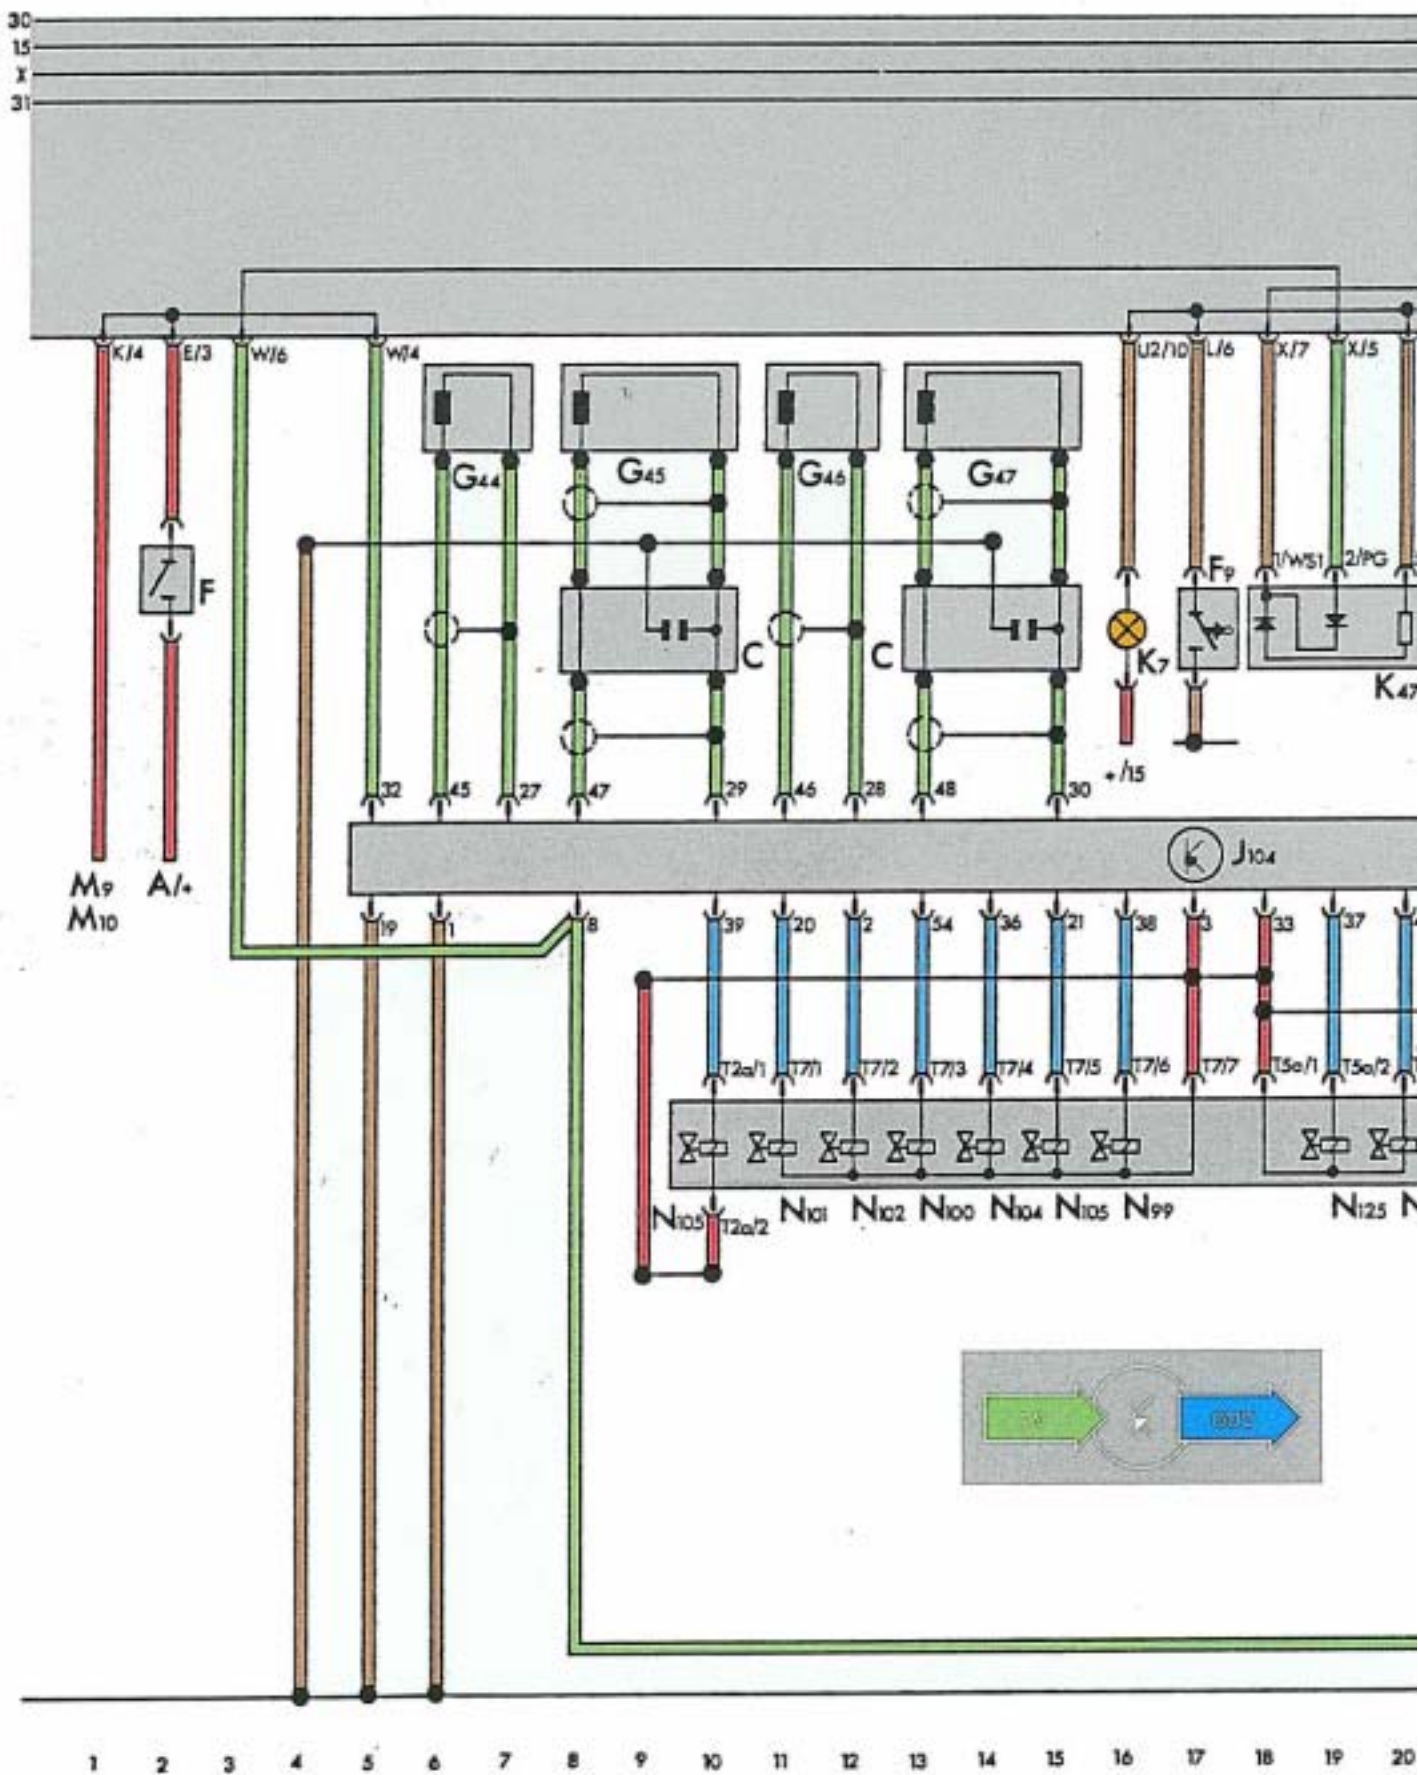 30
15
X
31
K/4 E/3 W/6 W/4 U2/10 L/6 X/7 X/5
G44 G45 G46 G47
1/WS1 2/PG
F F9
C C K7 K47
+/15
32 45 27 47 29 46 28 48 30
J104
M9 A/+
M10
19 1 8 39 20 2 54 36 21 38 3 33 37
T2a/1 T7/1 T7/2 T7/3 T7/4 T7/5 T7/6 T7/7 T5a/1 T5a/2
N105 T2a/2 N101 N102 N100 N104 N105 N99 N125 N
OUT
1 2 3 4 5 6 7 8 9 10 11 12 13 14 15 16 17 18 19 20